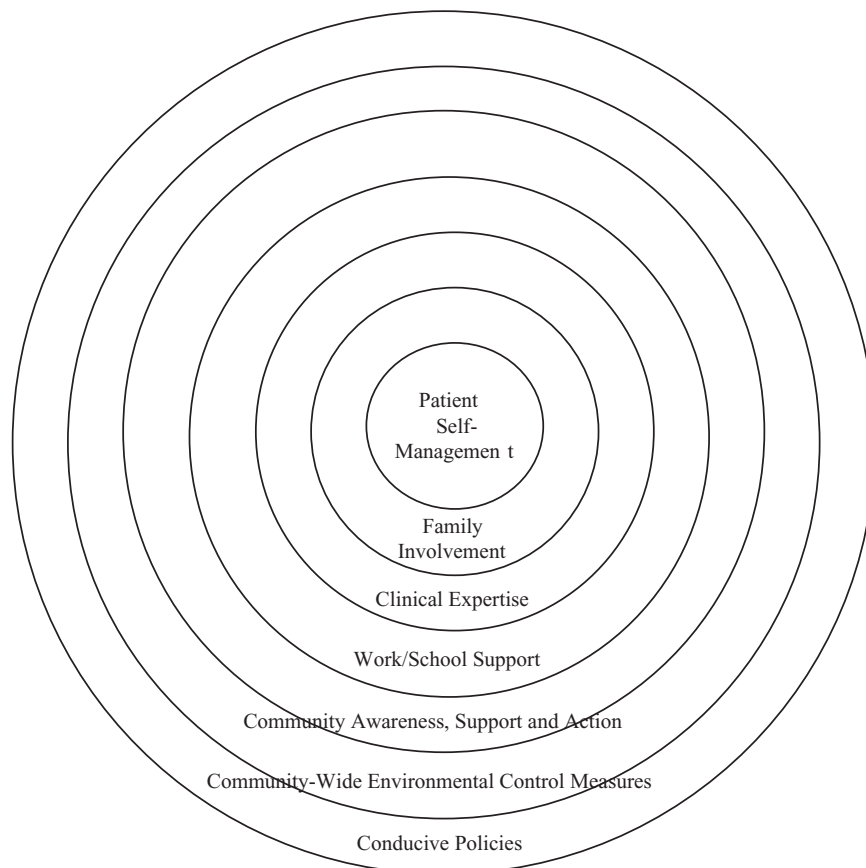 Patient
Self-
Managemen t
Family
Involvement
Clinical Expertise
Work/School Support
Community Awareness, Support and Action
Community-Wide Environmental Control Measures
Conducive Policies